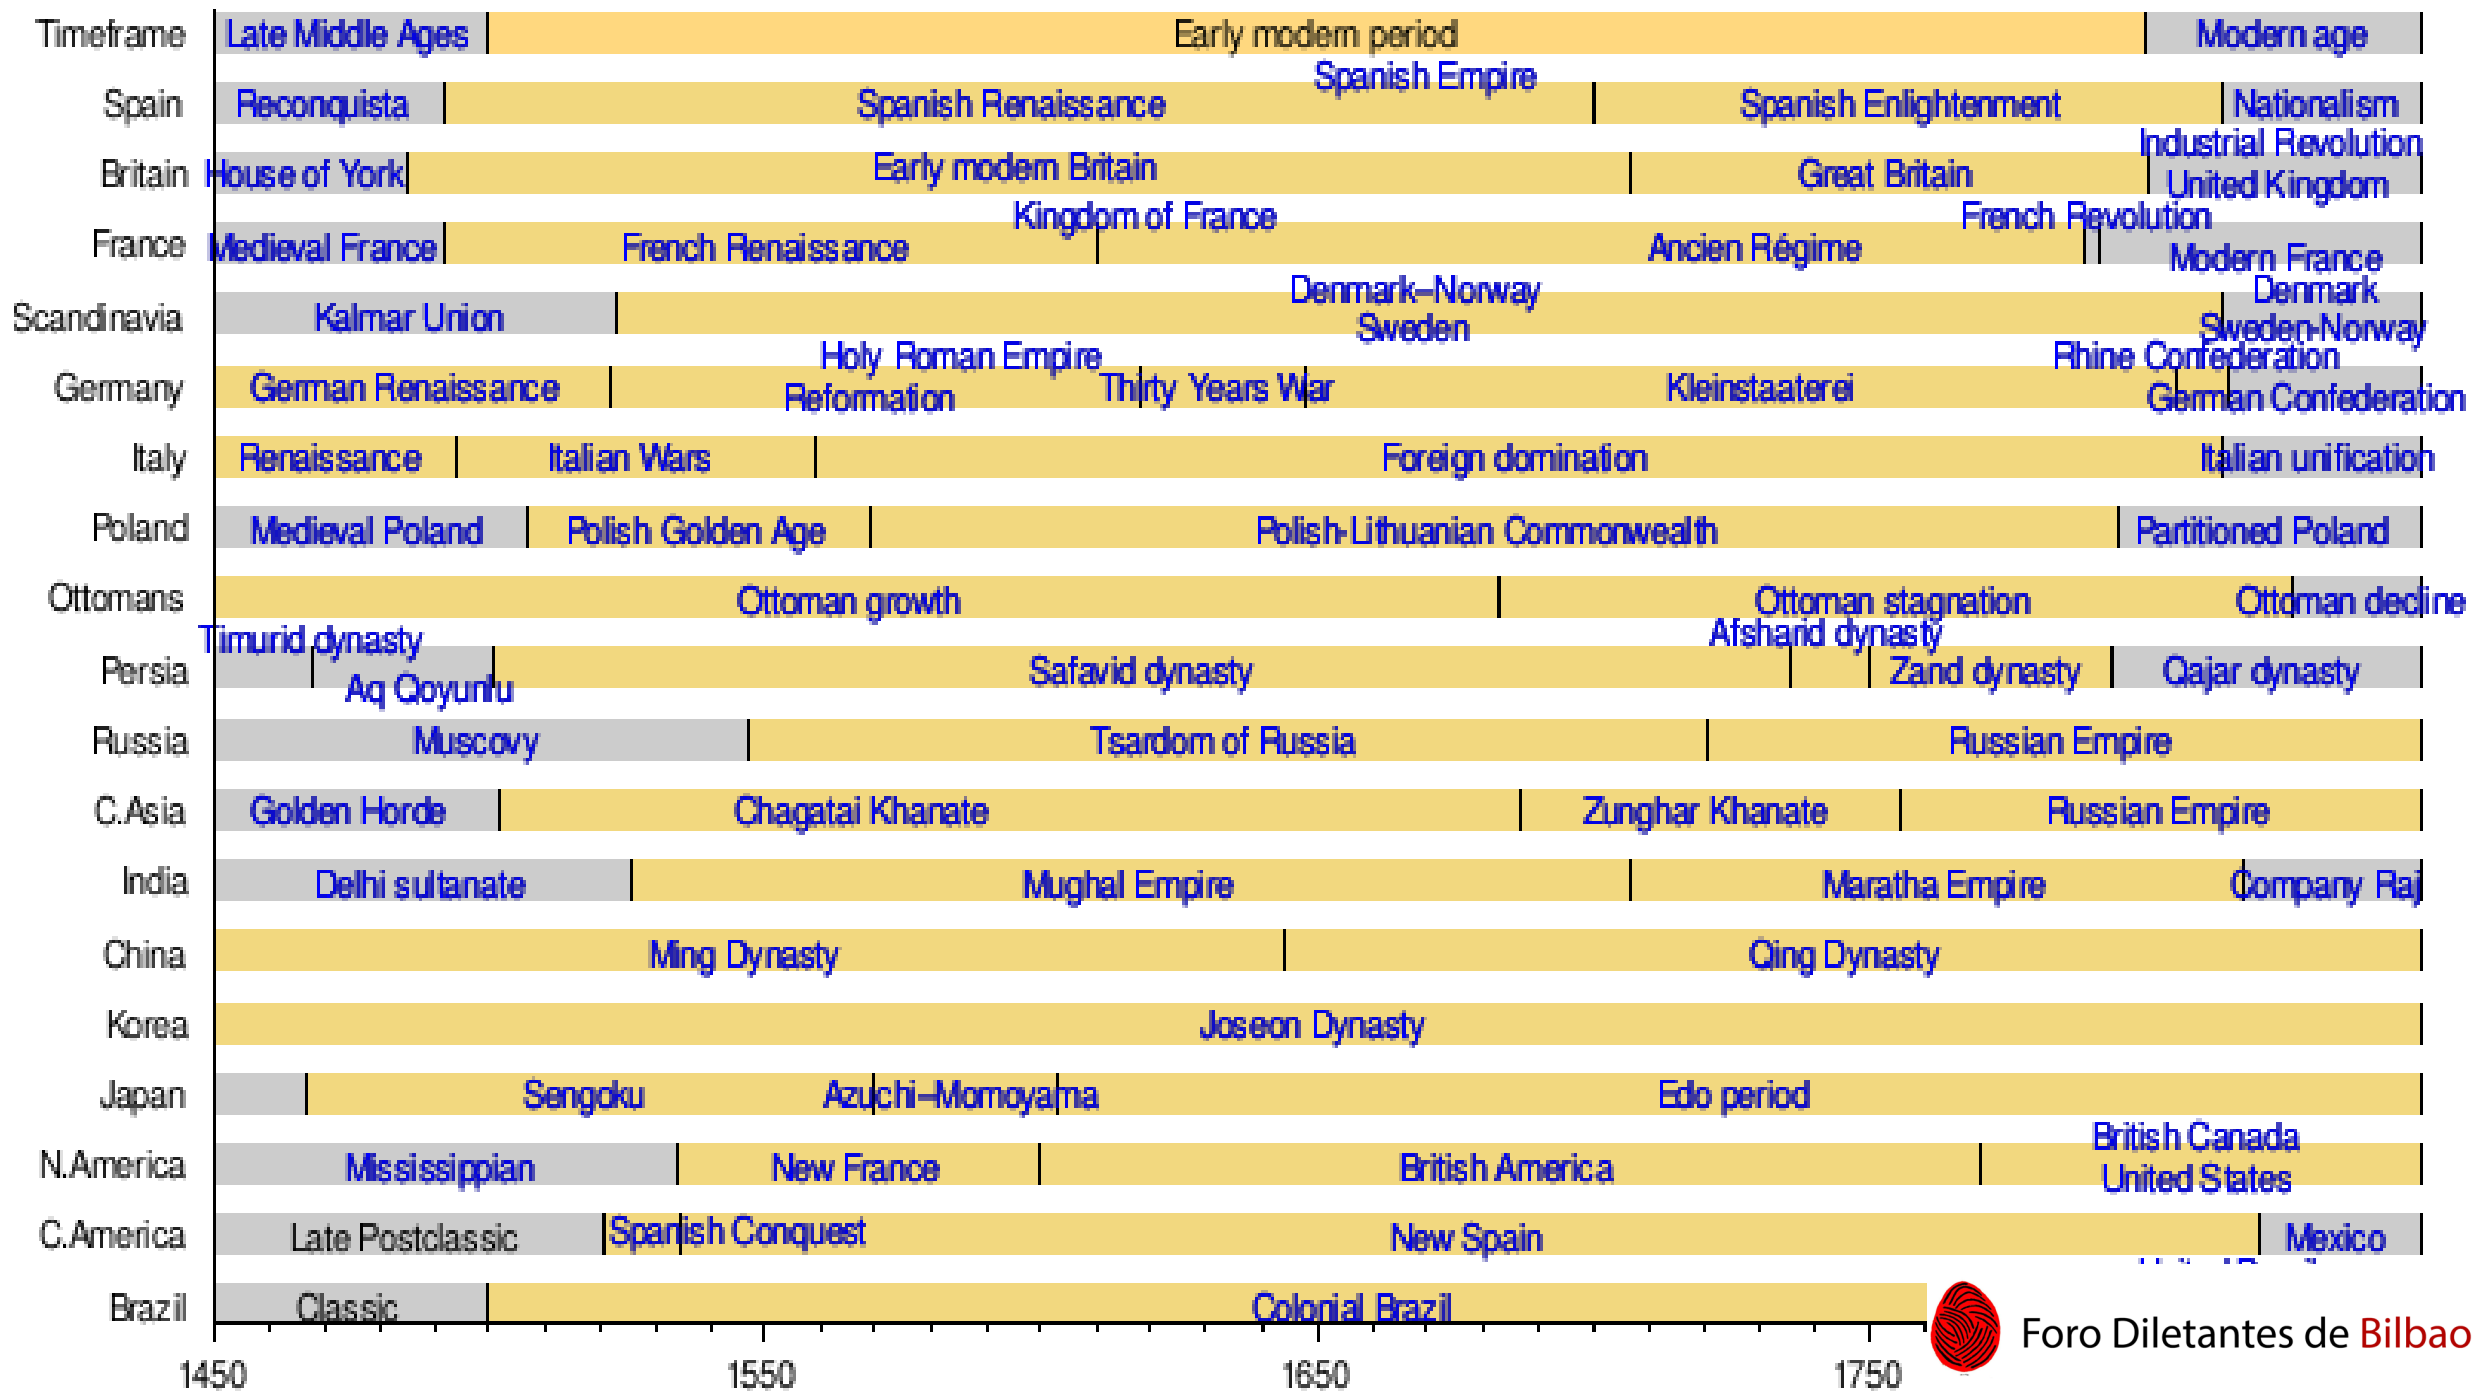 Timeframe Late Middle Ages Early modern period Modern age
Spanish Empire
Spain Reconquista Spanish Renaissance Spanish Enlightenment Nationalism
Industrial Revolution
Britain House of York Early modern Britain Great Britain
United Kingdom
Kingdom of France French Revolution
France Medieval France French Renaissance Ancien Régime
Modern France
Denmark–Norway Denmark
Scandinavia Kalmar Union
Sweden Sweden-Norway
Holy Roman Empire Rhine Confederation
Germany German Renaissance Thirty Years War Kleinstaaterei
Reformation German Confederation
Italy Renaissance Italian Wars Foreign domination Italian unification
Poland Medieval Poland Polish Golden Age Polish-Lithuanian Commonwealth Partitioned Poland
Ottomans Ottoman growth Ottoman stagnation Ottoman decline
Timurid dynasty Afsharid dynasty
Persia Safavid dynasty Zand dynasty Qajar dynasty
Aq Qoyunlu
Russia Muscovy Tsardom of Russia Russian Empire
C.Asia Golden Horde Chagatai Khanate Zunghar Khanate Russian Empire
India Delhi sultanate Mughal Empire Maratha Empire Company Raj
China Ming Dynasty Qing Dynasty
Korea Joseon Dynasty
Japan Sengoku Azuchi–Momoyama Edo period
British Canada
N.America Mississippian New France British America
United States
C.America Late Postclassic Spanish Conquest New Spain Mexico
Brazil Classic Colonial Brazil
1450 1550 1650 1750
Foro Diletantes de Bilbao